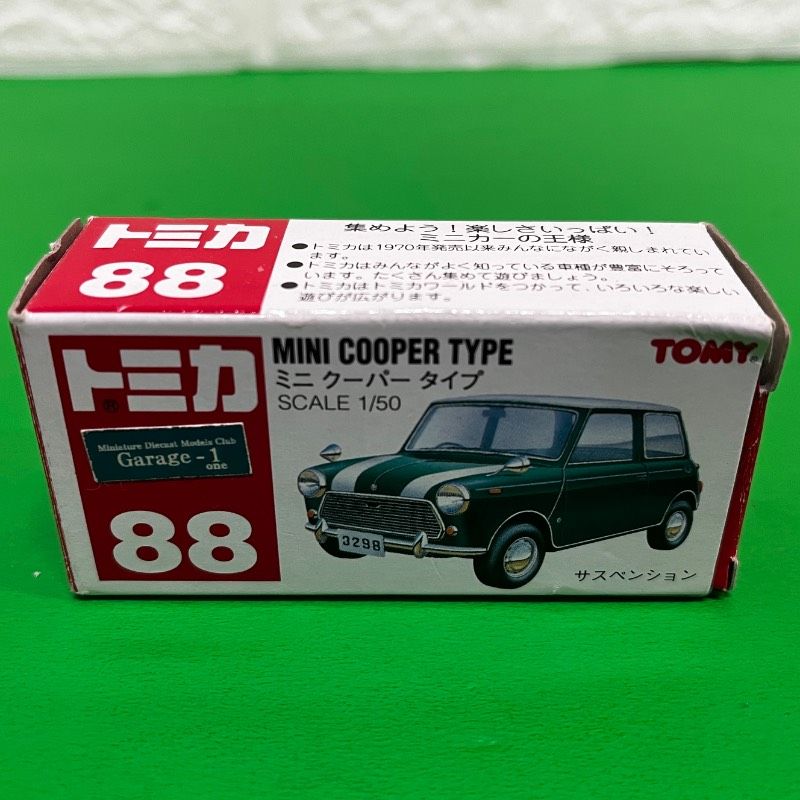 トミカ
88
集めよう！楽しさいっぱい！
ミニカーの王様
●トミカは1970年発売以来みんなにながく親しまれてい
ます。
●トミカはみんながよく知っている車種が豊富にそろって
います。たくさん集めて遊びましょう。
●トミカはトミカワールドをつかって、いろいろな楽しい
遊びが広がります。
トミカ®
MINI COOPER TYPE
ミニ クーパー タイプ
SCALE 1/50
TOMY®
Miniature Diecast Models Club
Garage - 1
one
88
3298
サスペンション